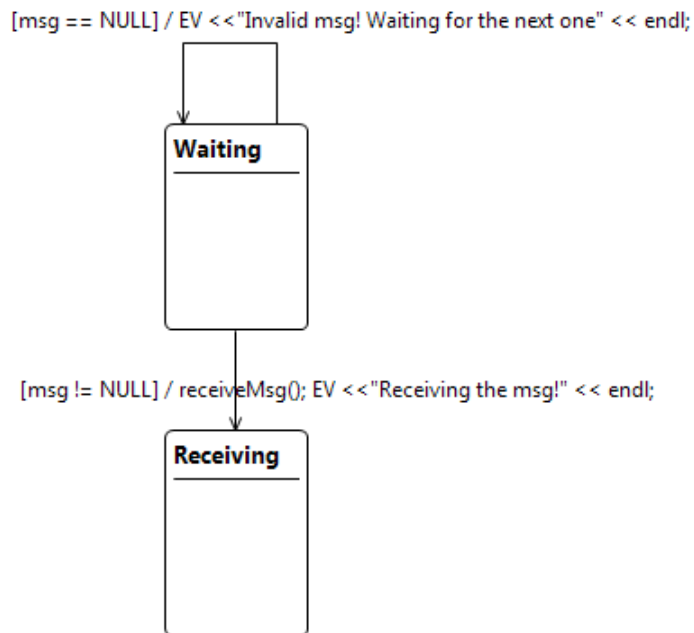 [msg == NULL] / EV <<"Invalid msg! Waiting for the next one" << endl;
Waiting
[msg != NULL] / receiveMsg(); EV <<"Receiving the msg!" << endl;
Receiving